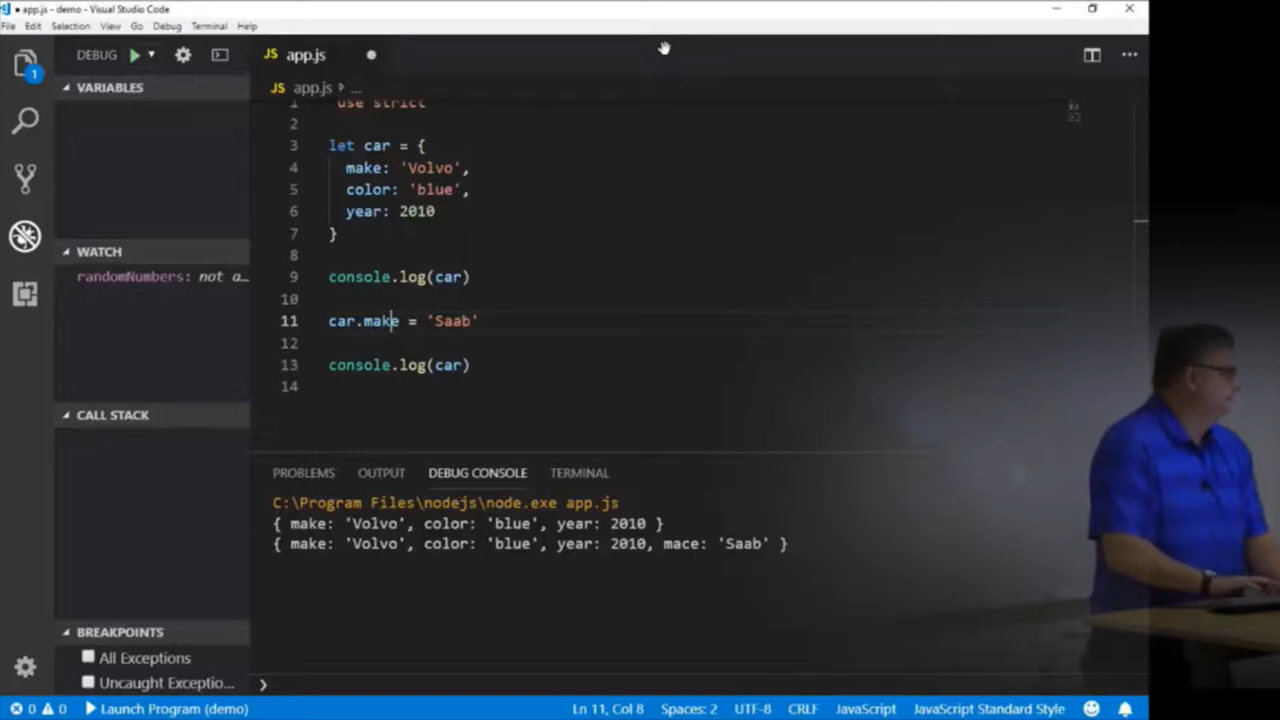 app.js - demo - Visual Studio Code
File Edit Selection View Go Debug Terminal Help
DEBUG
JS app.js
1
JS app.js ...
VARIABLES
1 'use strict
2
3 let car = {
4 make: 'Volvo',
5 color: 'blue',
6 year: 2010
7 }
8
WATCH
9 console.log(car)
randomNumbers: not a...
10
11 car.make = 'Saab'
12
13 console.log(car)
14
CALL STACK
PROBLEMS OUTPUT DEBUG CONSOLE TERMINAL
C:\Program Files\nodejs\node.exe app.js
{ make: 'Volvo', color: 'blue', year: 2010 }
{ make: 'Volvo', color: 'blue', year: 2010, mace: 'Saab' }
BREAKPOINTS
All Exceptions
Uncaught Exceptio...
0 0 Launch Program (demo) Ln 11, Col 8 Spaces: 2 UTF-8 CRLF JavaScript JavaScript Standard Style